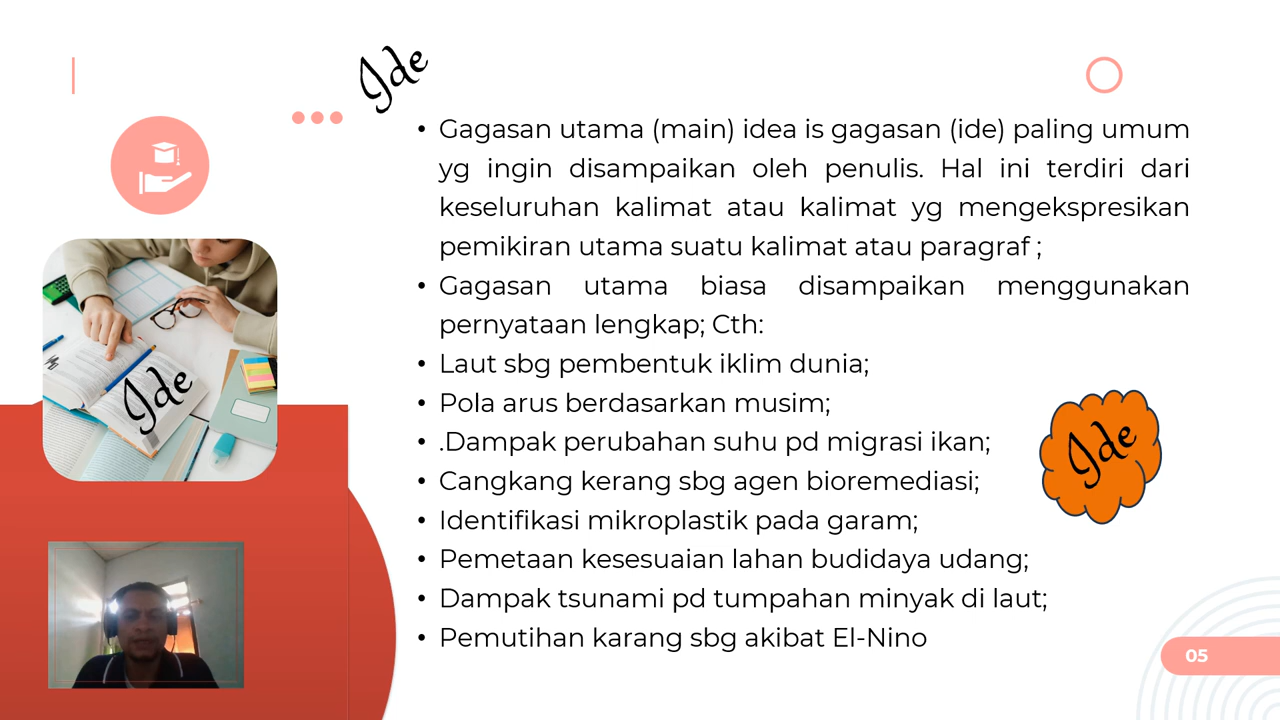 Ide
• Gagasan utama (main) idea is gagasan (ide) paling umum
yg ingin disampaikan oleh penulis. Hal ini terdiri dari
keseluruhan kalimat atau kalimat yg mengekspresikan
pemikiran utama suatu kalimat atau paragraf ;
• Gagasan utama biasa disampaikan menggunakan
pernyataan lengkap; Cth:
• Laut sbg pembentuk iklim dunia;
• Pola arus berdasarkan musim;
• .Dampak perubahan suhu pd migrasi ikan;
• Cangkang kerang sbg agen bioremediasi;
• Identifikasi mikroplastik pada garam;
• Pemetaan kesesuaian lahan budidaya udang;
• Dampak tsunami pd tumpahan minyak di laut;
• Pemutihan karang sbg akibat El-Nino
Ide
Ide
05